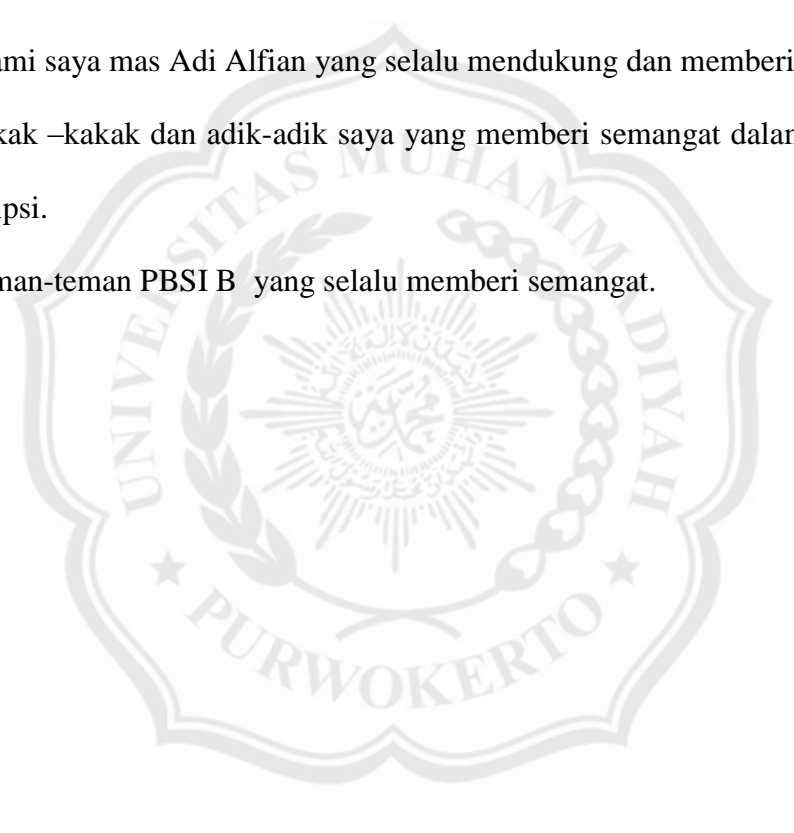 ami saya mas Adi Alfian yang selalu mendukung dan memberi
kak –kakak dan adik-adik saya yang memberi semangat dalam
ipsi.
man-teman PBSI B yang selalu memberi semangat.
UNIVERSITAS MUHAMMADIYAH
PURWOKERTO